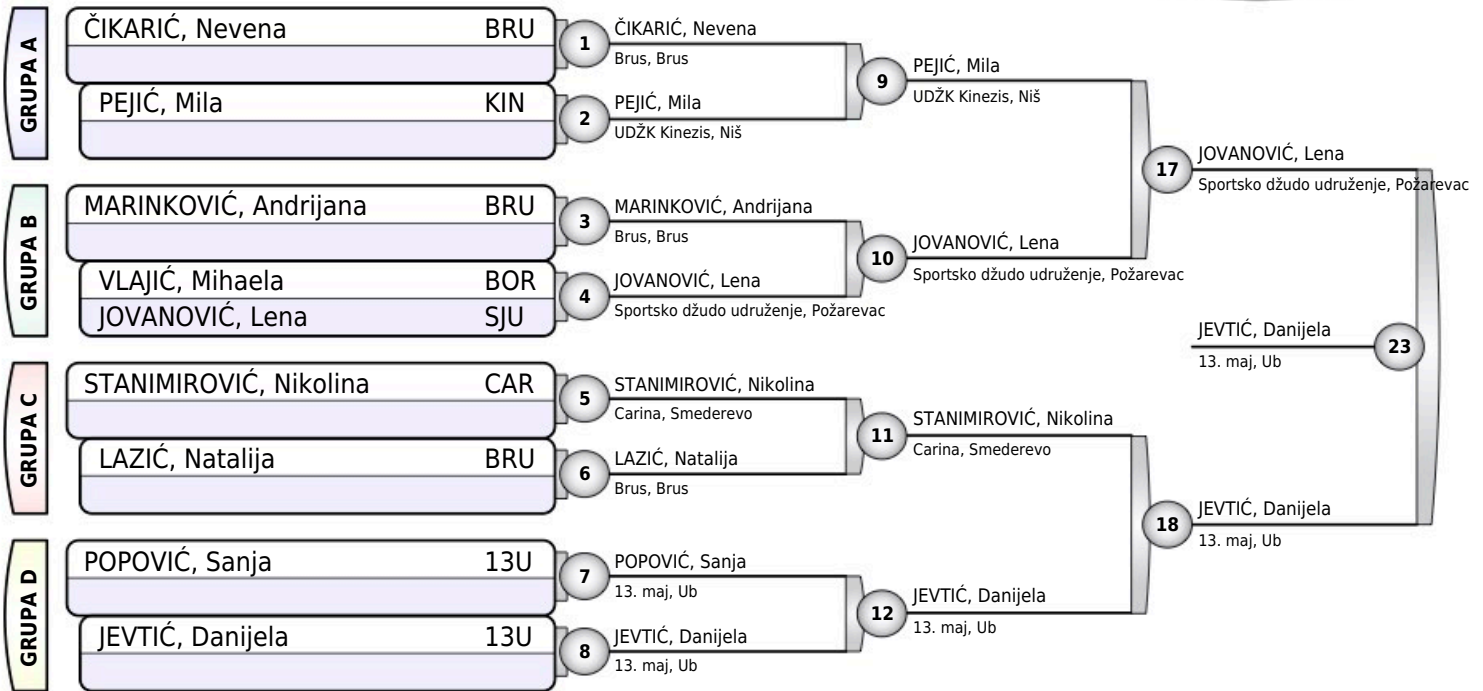 GRUPA A
ČIKARIĆ, Nevena BRU
PEJIĆ, Mila KIN
1
ČIKARIĆ, Nevena
Brus, Brus
2
PEJIĆ, Mila
UDŽK Kinezis, Niš
9
PEJIĆ, Mila
UDŽK Kinezis, Niš
GRUPA B
MARINKOVIĆ, Andrijana BRU
VLAJIĆ, Mihaela BOR
JOVANOVIĆ, Lena SJU
3
MARINKOVIĆ, Andrijana
Brus, Brus
4
JOVANOVIĆ, Lena
Sportsko džudo udruženje, Požarevac
10
JOVANOVIĆ, Lena
Sportsko džudo udruženje, Požarevac
17
JOVANOVIĆ, Lena
Sportsko džudo udruženje, Požarevac
GRUPA C
STANIMIROVIĆ, Nikolina CAR
LAZIĆ, Natalija BRU
5
STANIMIROVIĆ, Nikolina
Carina, Smederevo
6
LAZIĆ, Natalija
Brus, Brus
11
STANIMIROVIĆ, Nikolina
Carina, Smederevo
GRUPA D
POPOVIĆ, Sanja 13U
JEVTIĆ, Danijela 13U
7
POPOVIĆ, Sanja
13. maj, Ub
8
JEVTIĆ, Danijela
13. maj, Ub
12
JEVTIĆ, Danijela
13. maj, Ub
18
JEVTIĆ, Danijela
13. maj, Ub
JEVTIĆ, Danijela
13. maj, Ub
23